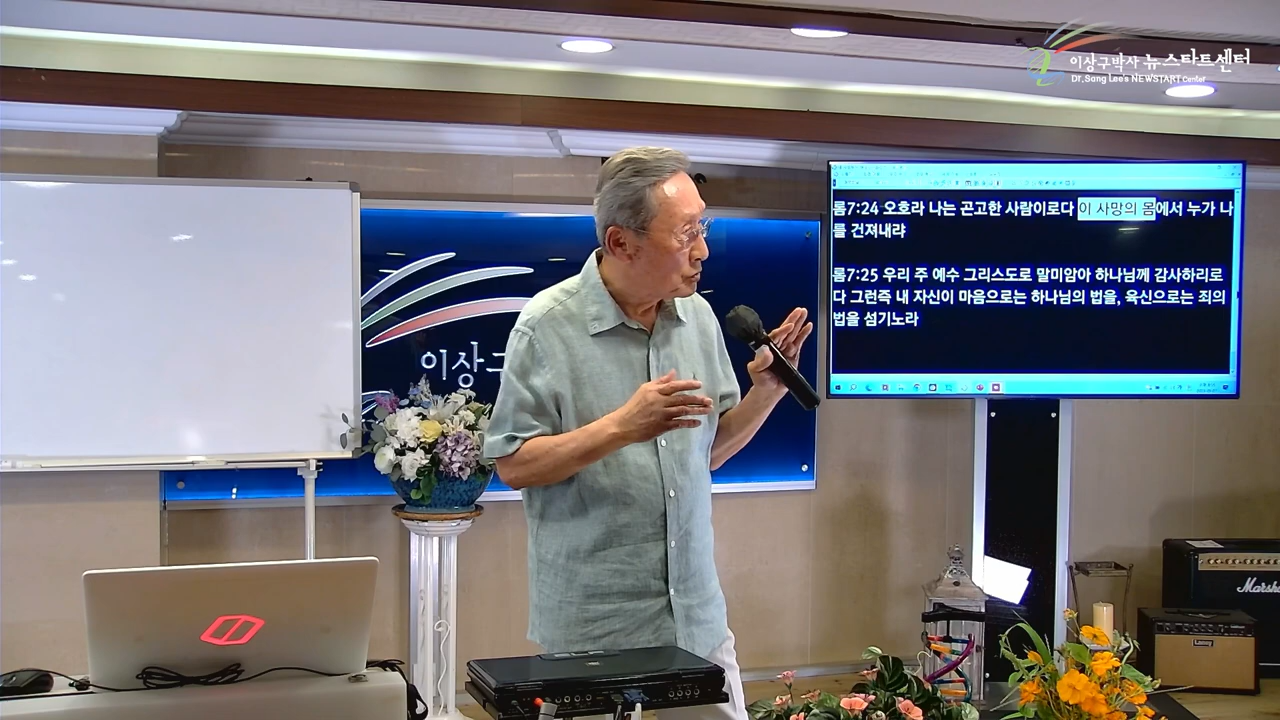 이상구박사 뉴스타트센터
Dr.Sang Lee's NEWSTART Center
롬7:24 오호라 나는 곤고한 사람이로다 이 사망의 몸에서 누가 나
를 건져내랴
롬7:25 우리 주 예수 그리스도로 말미암아 하나님께 감사하리로
다 그런즉 내 자신이 마음으로는 하나님의 법을, 육신으로는 죄의
법을 섬기노라
이상구
Marsha
Laney